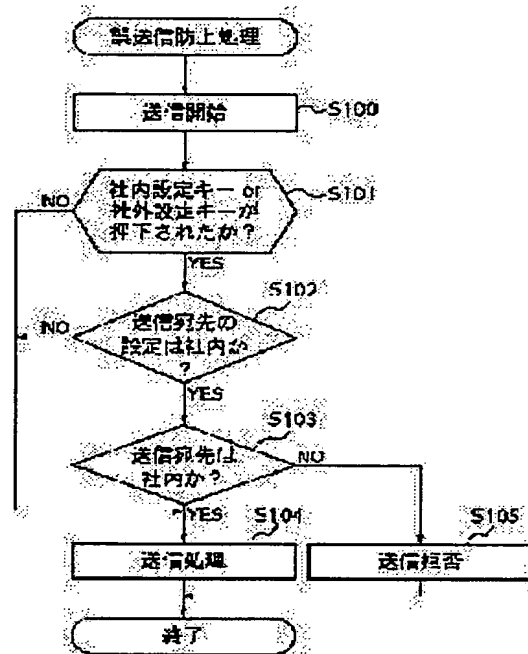 誤送信防止処理
送信開始
S100
社内設定キー or
社外設定キーが
押下されたか?
S101
NO
YES
S102
送信宛先の
設定は社内か
?
NO
YES
S103
送信宛先は
社内か?
NO
YES
S104
送信処理
S105
送信拒否
終了